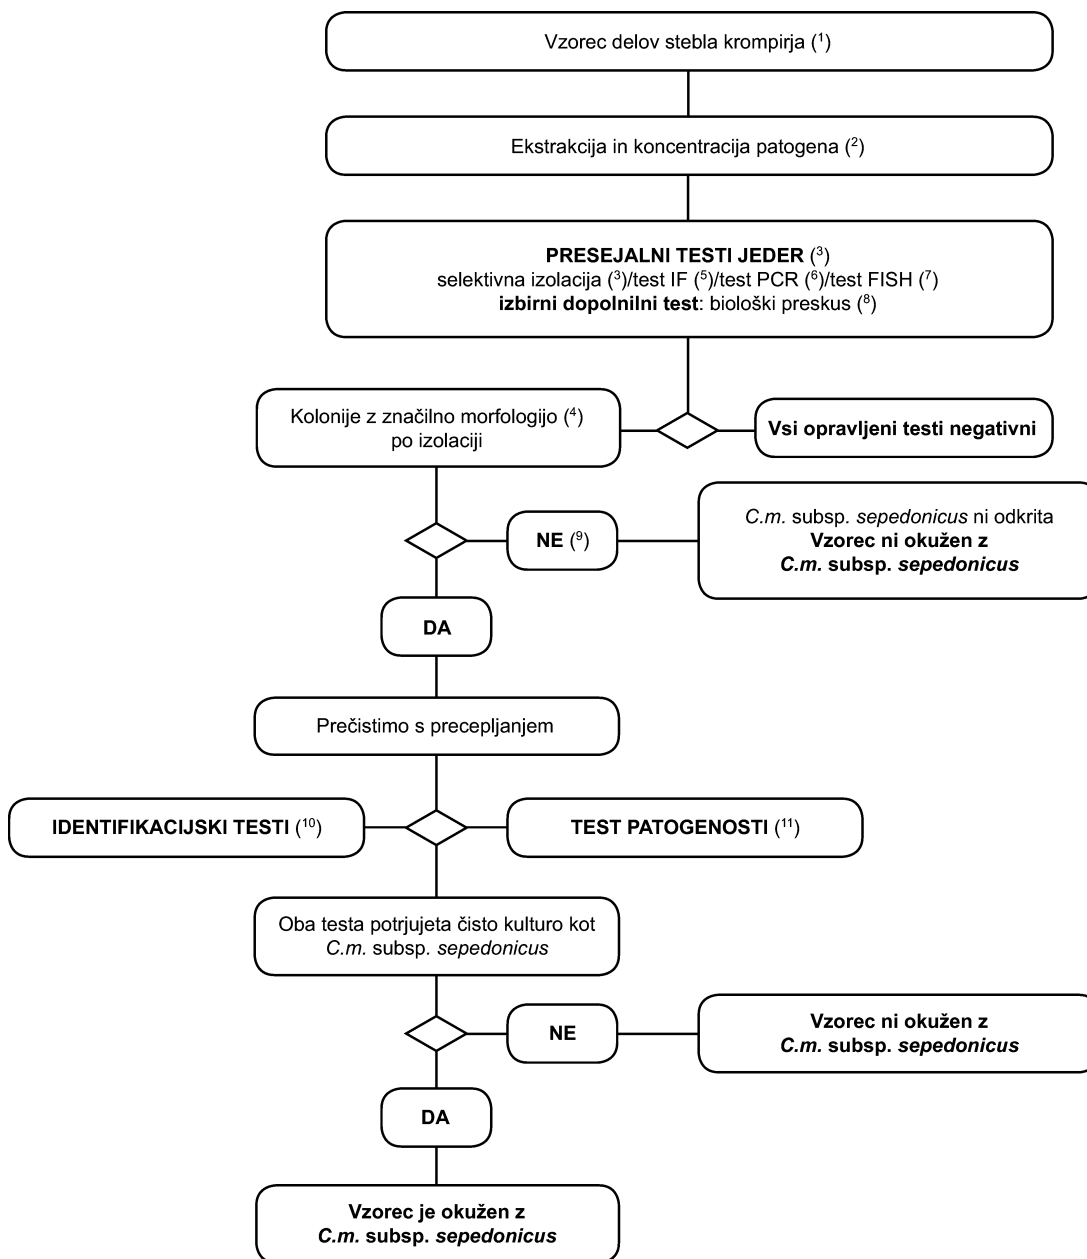 Vzorec delov stebla krompirja (¹)
Ekstrakcija in koncentracija patogena (²)
PRESEJALNI TESTI JEDER (³)
selektivna izolacija (³)/test IF (⁵)/test PCR (⁶)/test FISH (⁷)
izbirni dopolnilni test: biološki preskus (⁸)
Kolonije z značilno morfologijo (⁴)
po izolaciji
Vsi opravljeni testi negativni
NE (⁹)
C.m. subsp. sepedonicus ni odkrita
Vzorec ni okužen z
C.m. subsp. sepedonicus
DA
Prečistimo s precepljanjem
IDENTIFIKACIJSKI TESTI (¹⁰)
TEST PATOGENOSTI (¹¹)
Oba testa potrjujeta čisto kulturo kot
C.m. subsp. sepedonicus
NE
Vzorec ni okužen z
C.m. subsp. sepedonicus
DA
Vzorec je okužen z
C.m. subsp. sepedonicus